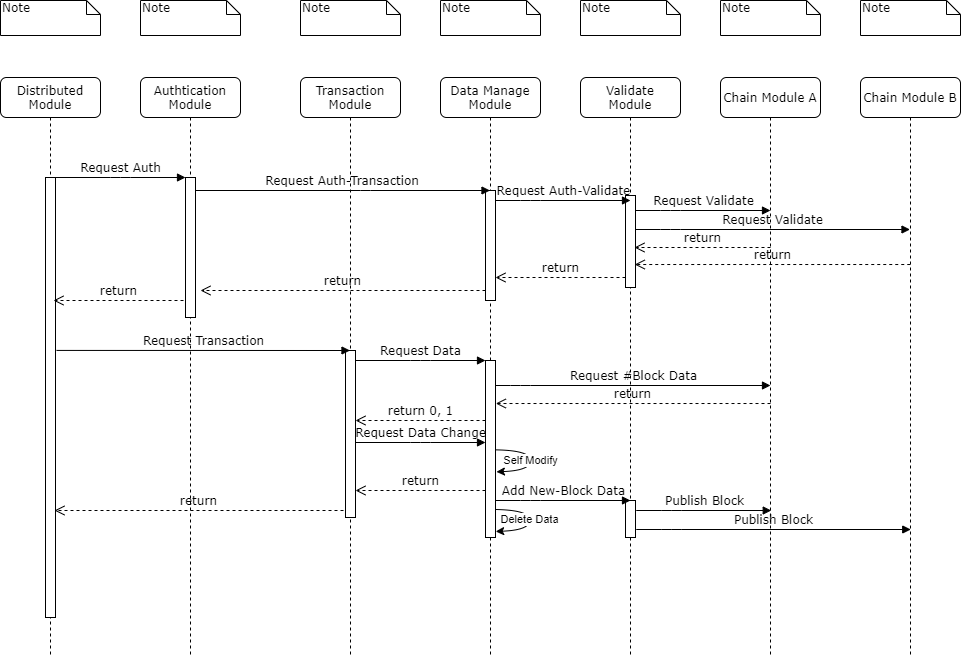 Note
Note
Note
Note
Note
Note
Note
Distributed
Module
Authtication
Module
Transaction
Module
Data Manage
Module
Validate
Module
Chain Module A
Chain Module B
Request Auth
Request Auth-Transaction
Request Auth-Validate
Request Validate
Request Validate
return
return
return
return
return
Request Transaction
Request Data
Request #Block Data
return
return 0, 1
Request Data Change
Self Modify
return
Add New-Block Data
return
Publish Block
Delete Data
Publish Block